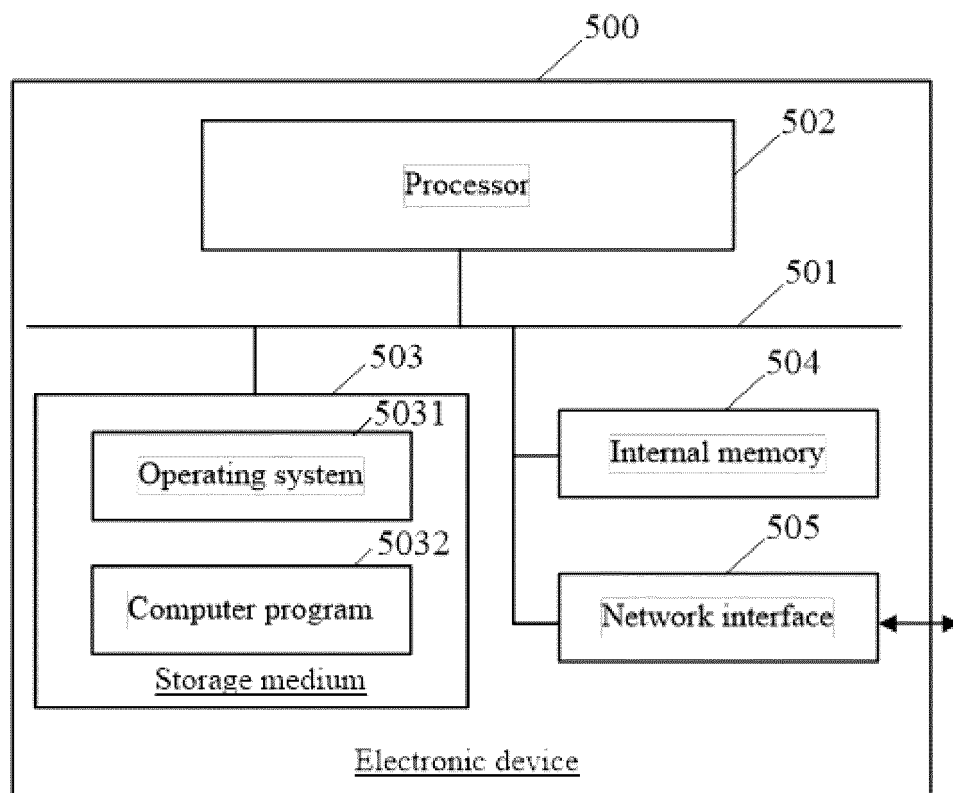 500
502
Processor
501
503
504
5031
Operating system
Internal memory
5032
505
Computer program
Network interface
Storage medium
Electronic device